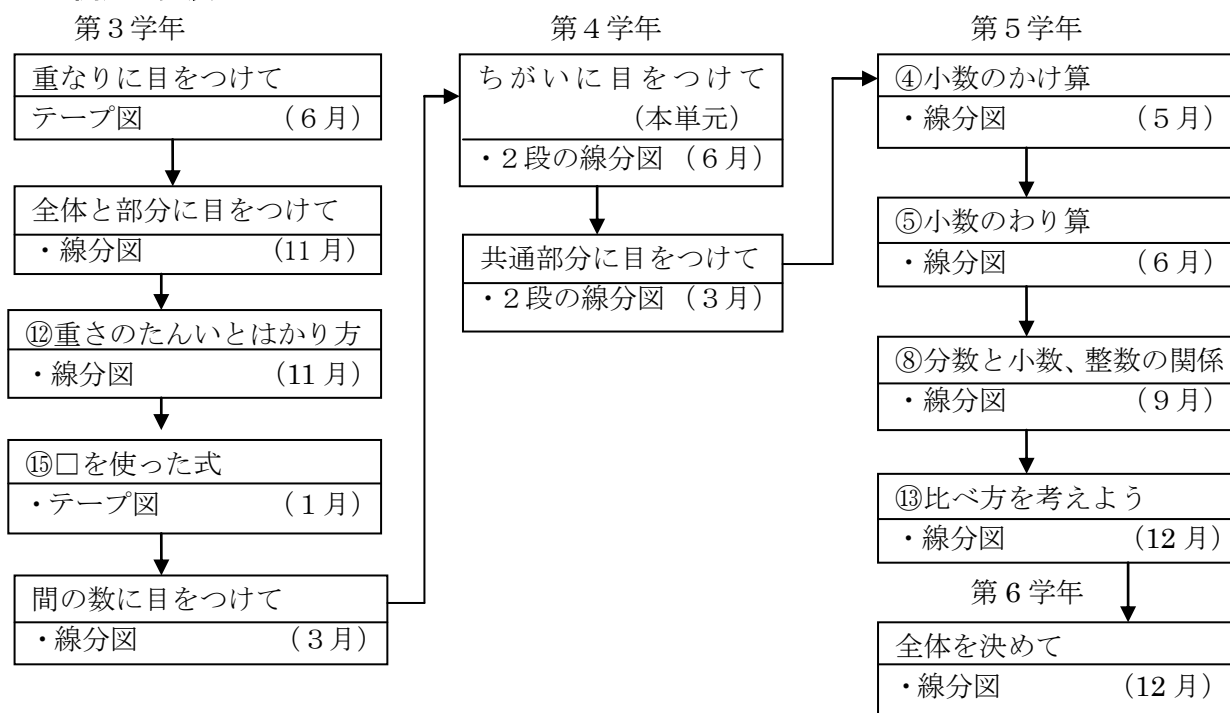 第３学年
重なりに目をつけて
テープ図 （６月）
全体と部分に目をつけて
・線分図 （11月）
⑫重さのたんいとはかり方
・線分図 （11月）
⑮□を使った式
・テープ図 （１月）
間の数に目をつけて
・線分図 （３月）
第４学年
ちがいに目をつけて
（本単元）
・２段の線分図（６月）
共通部分に目をつけて
・２段の線分図（３月）
第５学年
④小数のかけ算
・線分図 （５月）
⑤小数のわり算
・線分図 （６月）
⑧分数と小数、整数の関係
・線分図 （９月）
⑬比べ方を考えよう
・線分図 （12月）
第６学年
全体を決めて
・線分図 （12月）